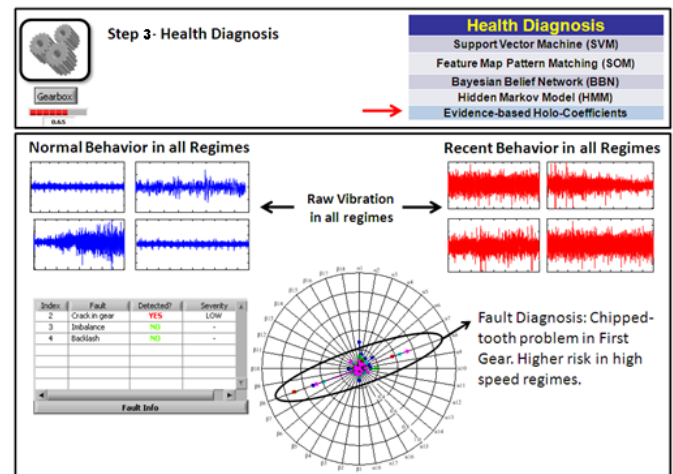 Step 3- Health Diagnosis
Health Diagnosis
Support Vector Machine (SVM)
Feature Map Pattern Matching (SOM)
Bayesian Belief Network (BBN)
Hidden Markov Model (HMM)
Evidence-based Holo-Coefficients
Gearbox
0.65
Normal Behavior in all Regimes
Recent Behavior in all Regimes
Raw Vibration
in all regimes
Index Fault Detected? Severity
2 Crack in gear YES LOW
3 Imbalance NO -
4 Backlash NO -
Fault Info
Fault Diagnosis: Chipped-
tooth problem in First
Gear. Higher risk in high
speed regimes.